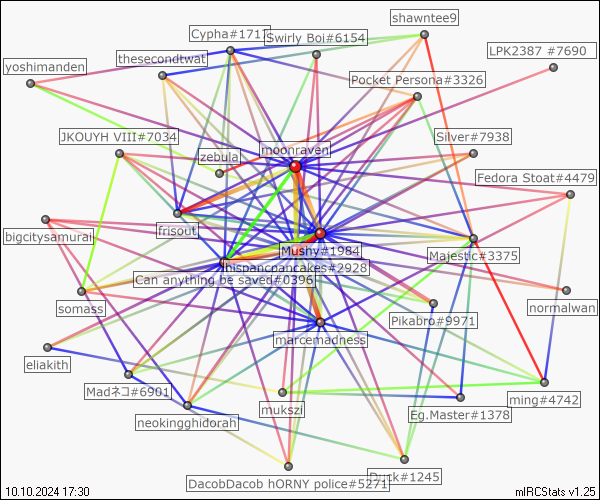 shawntee9
Cypha#1717
Swirly Boi#6154
LPK2387 #7690
thesecondtwat
yoshimanden
Pocket Persona#3326
JKOUYH VIII#7034
Silver#7938
moonraven
zebula
Fedora Stoat#4479
frisout
bigcitysamurai
Mushy#1984
Majestic#3375
hispancpancakes#2928
Can anything be saved#0396
somass
normalwan
Pikabro#9971
marcemadness
eliakith
Madネコ#6901
ming#4742
mukszi
Eg.Master#1378
neokingghidorah
Duck#1245
DacobDacob hORNY police#5271
10.10.2024 17:30
mIRCStats v1.25